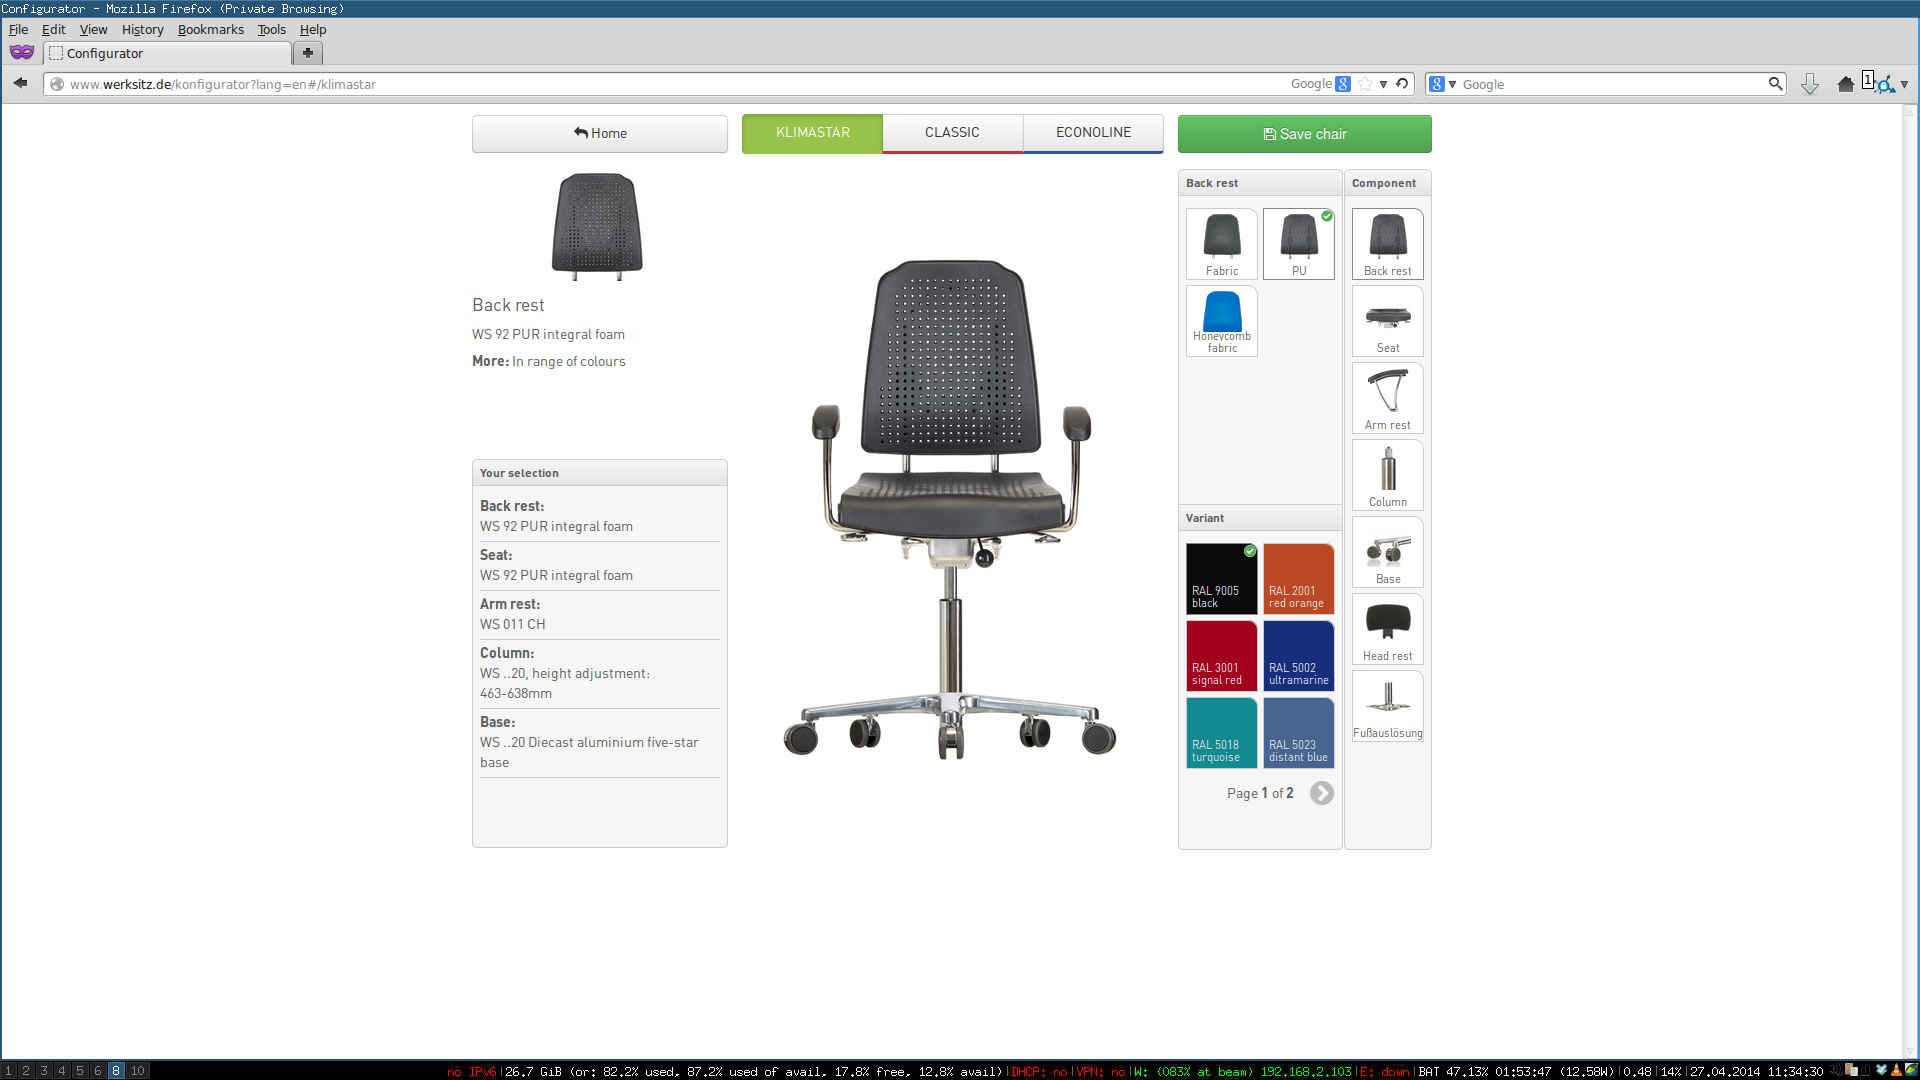 Configurator - Mozilla Firefox (Private Browsing)
File Edit View History Bookmarks Tools Help
Configurator
www.werksitz.de/konfigurator?lang=en#/klimastar
Google
Google
1
Home
KLIMASTAR
CLASSIC
ECONOLINE
Save chair
Back rest
WS 92 PUR integral foam
More: In range of colours
Your selection
Back rest:
WS 92 PUR integral foam
Seat:
WS 92 PUR integral foam
Arm rest:
WS 011 CH
Column:
WS ..20, height adjustment:
463-638mm
Base:
WS ..20 Diecast aluminium five-star
base
Back rest
Fabric
PU
Honeycomb
fabric
Variant
RAL 9005
black
RAL 2001
red orange
RAL 3001
signal red
RAL 5002
ultramarine
RAL 5018
turquoise
RAL 5023
distant blue
Page 1 of 2
Component
Back rest
Seat
Arm rest
Column
Base
Head rest
Fußauslösung
1 2 3 4 5 6 8 10
no IPv6|26.7 GiB (or: 82.2% used, 87.2% used of avail, 17.8% free, 12.8% avail)|DHCP: no|VPN: no|W: (083% at beam) 192.168.2.103|E: down|BAT 47.13% 01:53:47 (12.58W)|0.48|14%|27.04.2014 11:34:30